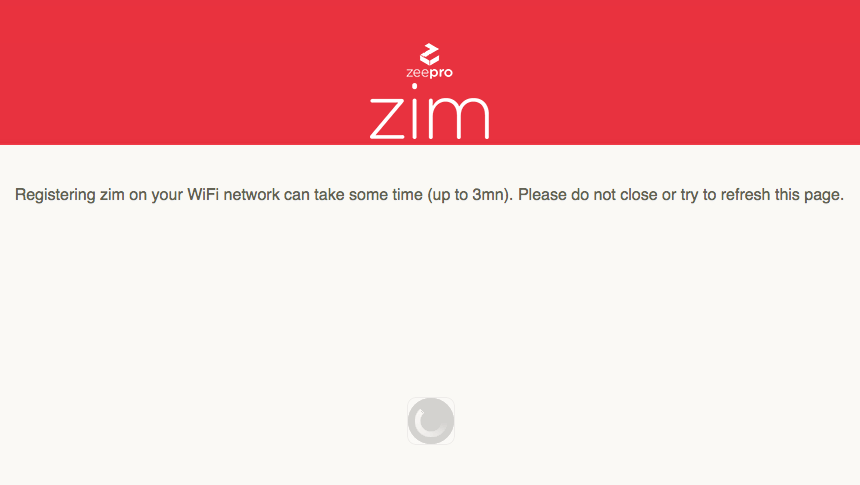 zeepro
zim
Registering zim on your WiFi network can take some time (up to 3mn). Please do not close or try to refresh this page.